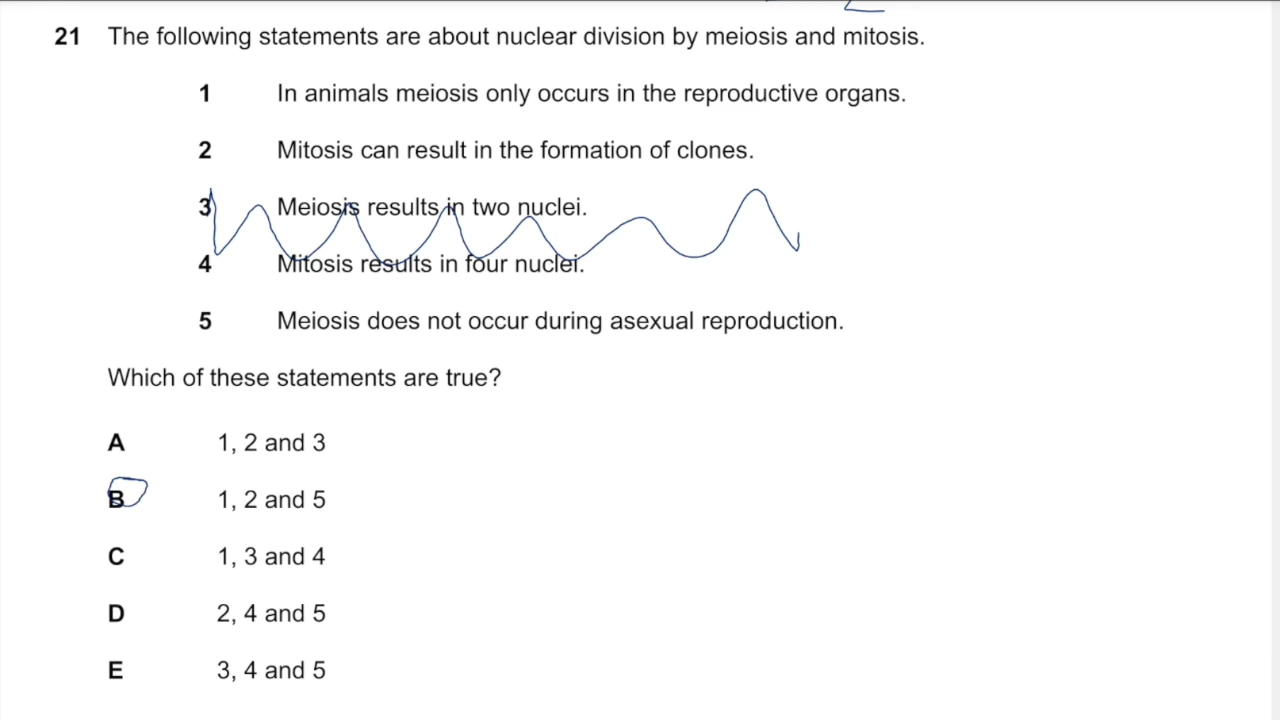 21 The following statements are about nuclear division by meiosis and mitosis.
1 In animals meiosis only occurs in the reproductive organs.
2 Mitosis can result in the formation of clones.
3 Meiosis results in two nuclei.
4 Mitosis results in four nuclei.
5 Meiosis does not occur during asexual reproduction.
Which of these statements are true?
A 1, 2 and 3
B 1, 2 and 5
C 1, 3 and 4
D 2, 4 and 5
E 3, 4 and 5